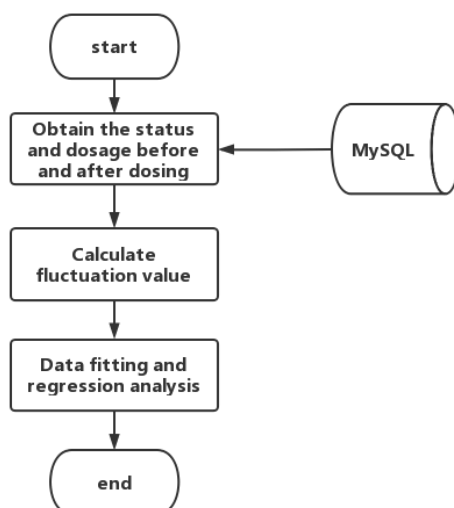 start
Obtain the status
and dosage before
and after dosing
MySQL
Calculate
fluctuation value
Data fitting and
regression analysis
end